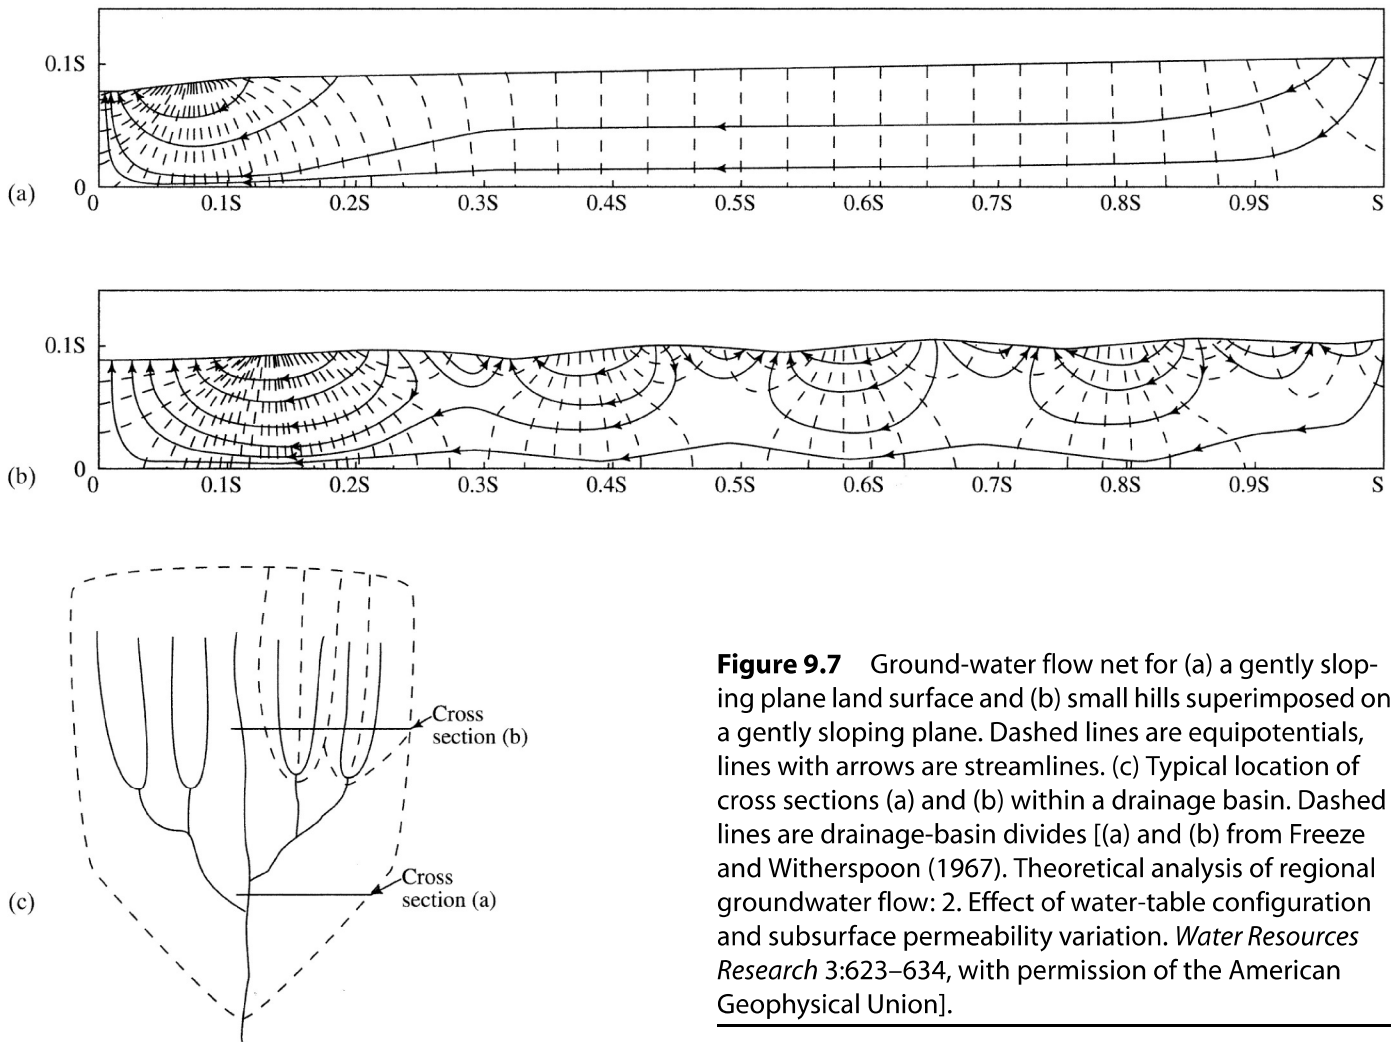 0.1S
0
(a)
0 0.1S 0.2S 0.3S 0.4S 0.5S 0.6S 0.7S 0.8S 0.9S S
0.1S
0
(b)
0 0.1S 0.2S 0.3S 0.4S 0.5S 0.6S 0.7S 0.8S 0.9S S
Cross
section (b)
Cross
section (a)
(c)
Figure 9.7 Ground-water flow net for (a) a gently slop-
ing plane land surface and (b) small hills superimposed on
a gently sloping plane. Dashed lines are equipotentials,
lines with arrows are streamlines. (c) Typical location of
cross sections (a) and (b) within a drainage basin. Dashed
lines are drainage-basin divides [(a) and (b) from Freeze
and Witherspoon (1967). Theoretical analysis of regional
groundwater flow: 2. Effect of water-table configuration
and subsurface permeability variation. Water Resources
Research 3:623–634, with permission of the American
Geophysical Union].